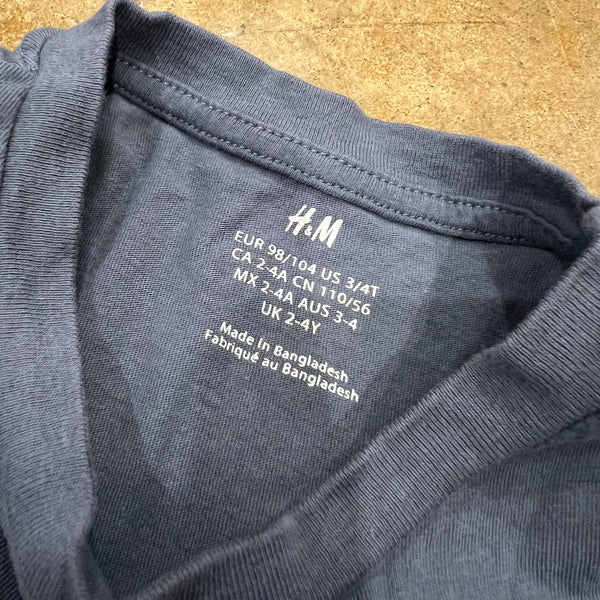 H&M
EUR 98/104 US 3/4T
CA 2-4A CN 110/56
MX 2-4A AUS 3-4
UK 2-4Y
Made in Bangladesh
Fabriqué au Bangladesh